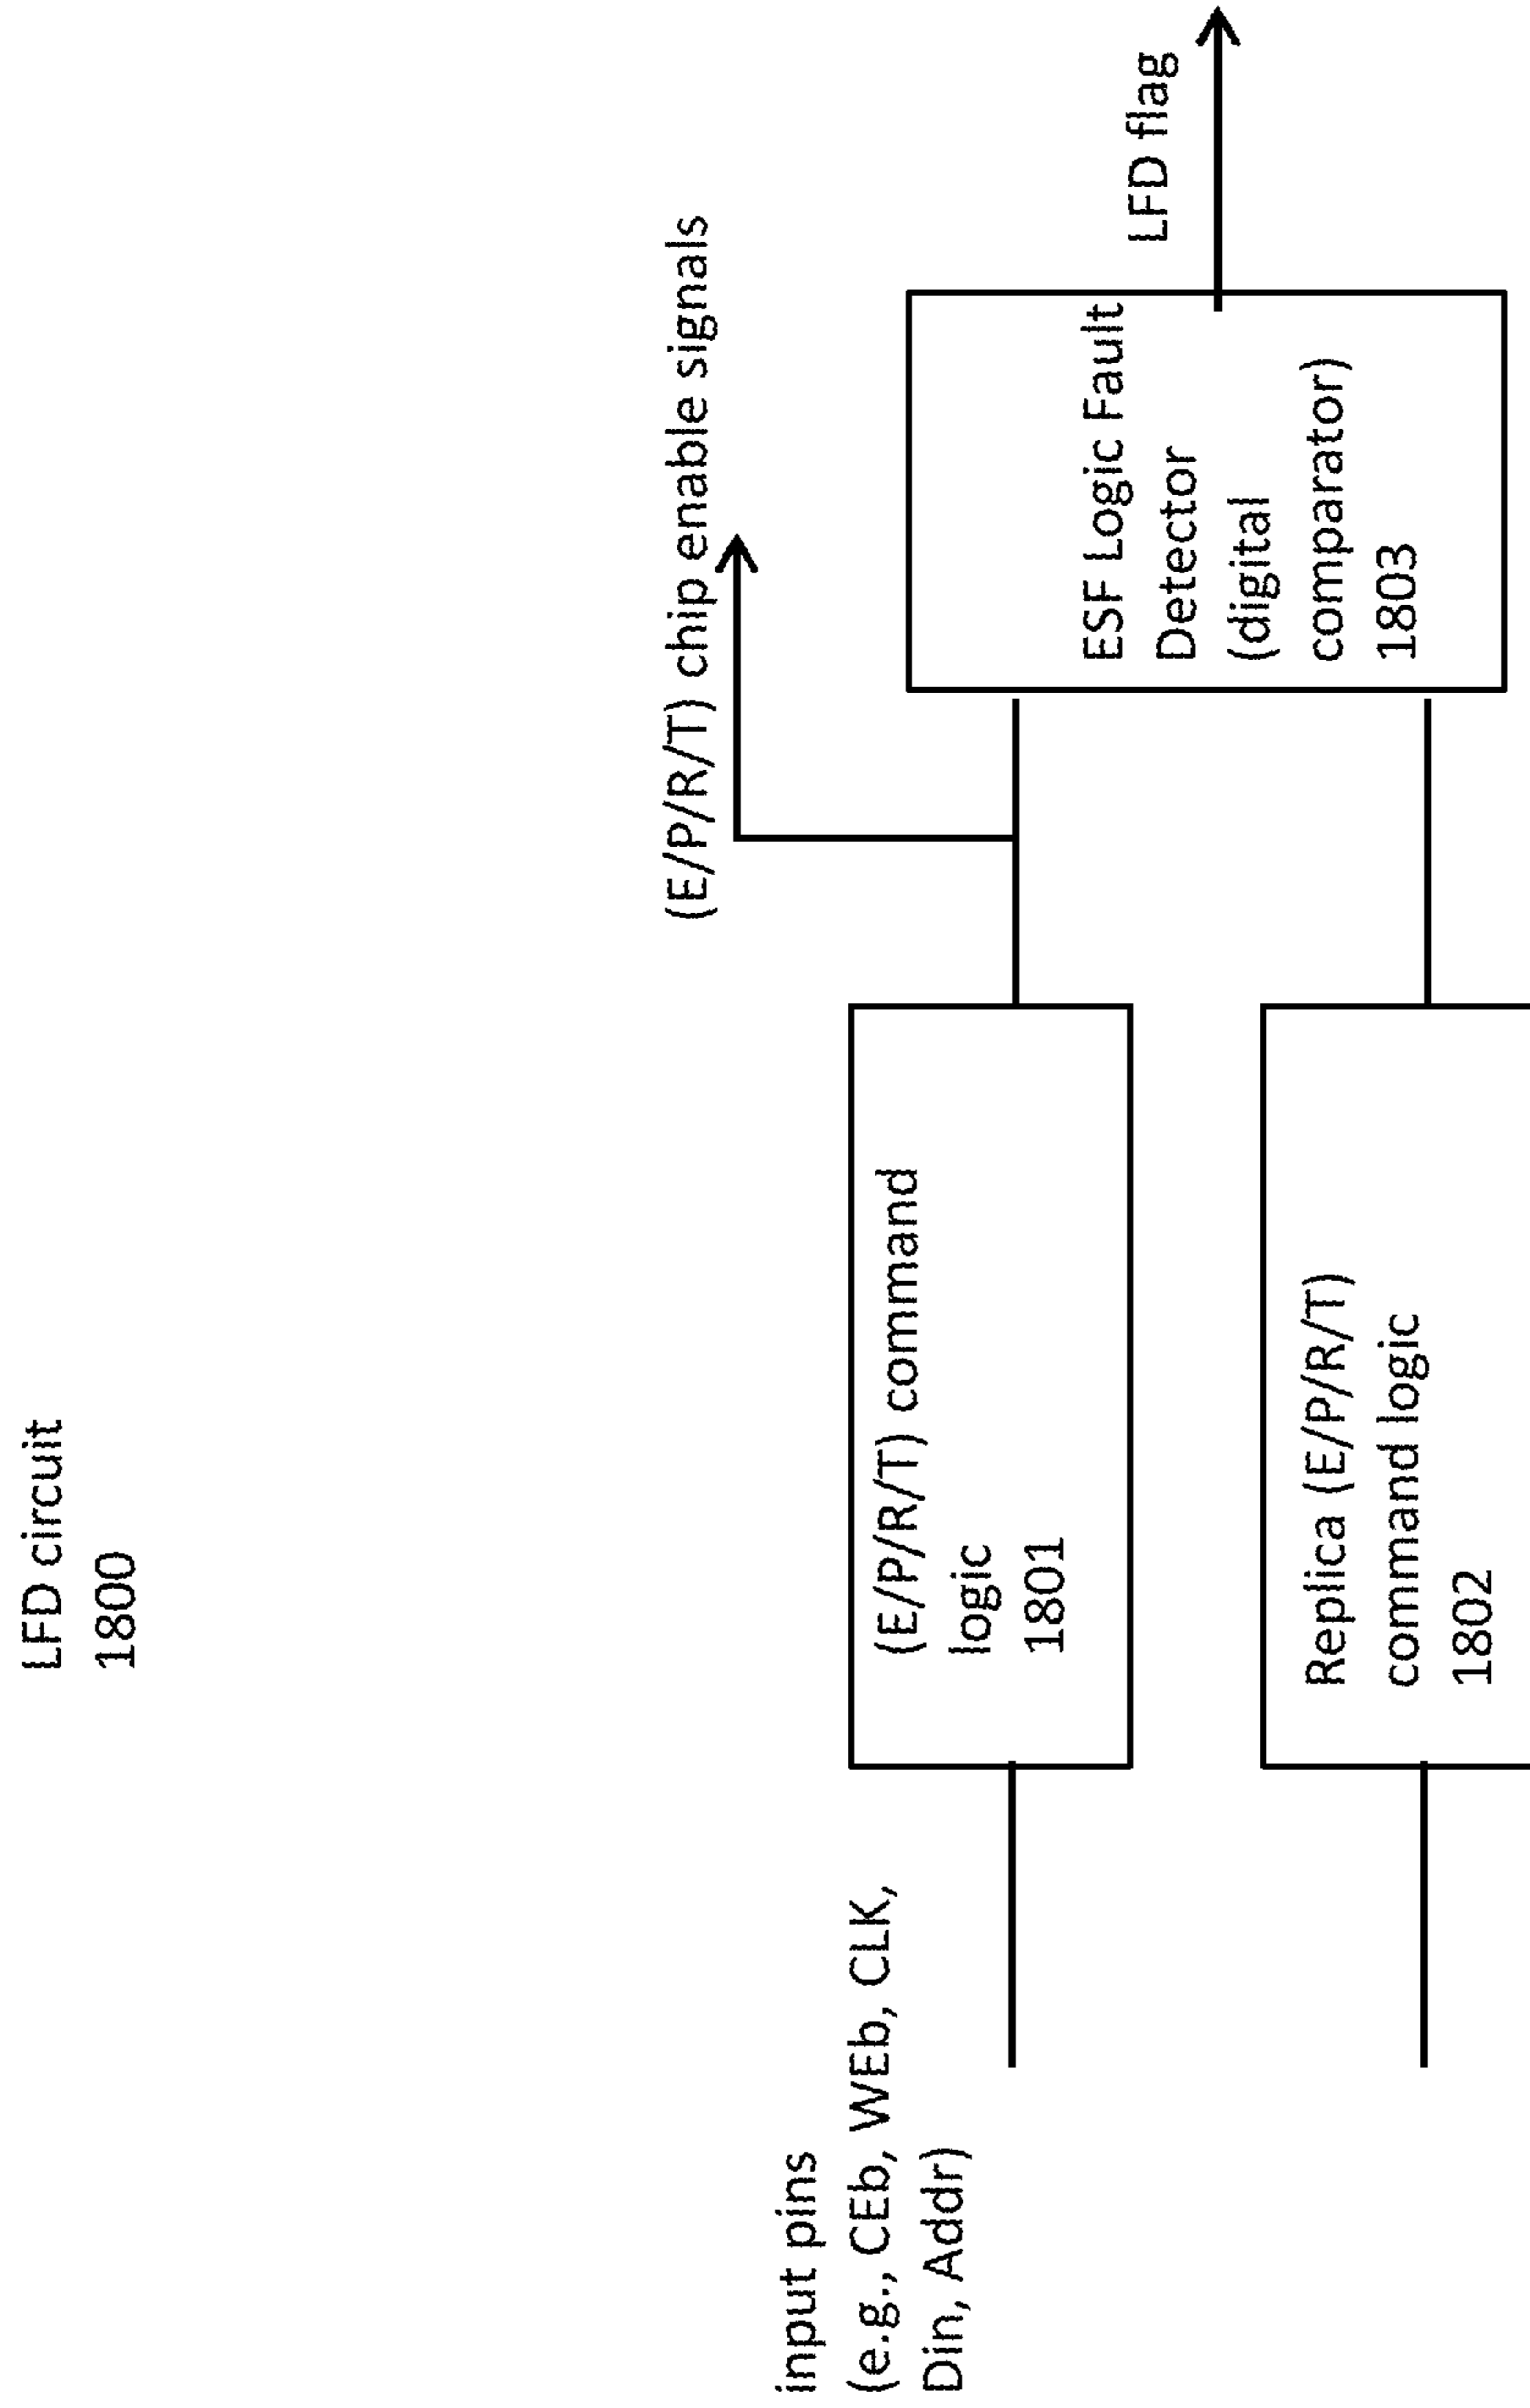 LFD circuit
1800
input pins
(e.g., CEb, WEb, CLK,
Din, Addr)
(E/P/R/T) command
logic
1801
Replica (E/P/R/T)
command logic
1802
(E/P/R/T) chip enable signals
ESF Logic Fault
Detector
(digital
comparator)
1803
LFD flag